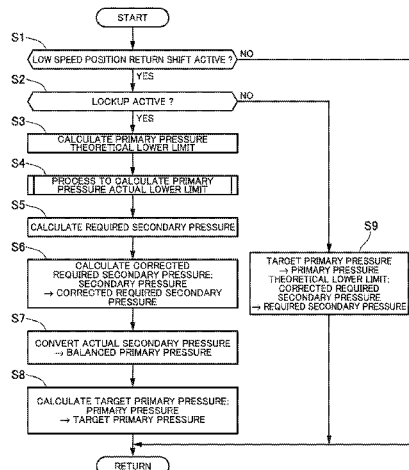 START
S1
LOW SPEED POSITION RETURN SHIFT ACTIVE ?
NO
YES
S2
LOCKUP ACTIVE ?
NO
YES
S3
CALCULATE PRIMARY PRESSURE
THEORETICAL LOWER LIMIT
S4
PROCESS TO CALCULATE PRIMARY
PRESSURE ACTUAL LOWER LIMIT
S5
CALCULATE REQUIRED SECONDARY PRESSURE
S6
CALCULATE CORRECTED
REQUIRED SECONDARY PRESSURE:
SECONDARY PRESSURE
→ CORRECTED REQUIRED SECONDARY
PRESSURE
S7
CONVERT ACTUAL SECONDARY
PRESSURE
→ BALANCED PRIMARY PRESSURE
S8
CALCULATE TARGET PRIMARY PRESSURE:
PRIMARY PRESSURE
→ TARGET PRIMARY PRESSURE
S9
TARGET PRIMARY PRESSURE
→ PRIMARY PRESSURE
THEORETICAL LOWER LIMIT:
CORRECTED REQUIRED
SECONDARY PRESSURE
→ REQUIRED SECONDARY PRESSURE
RETURN